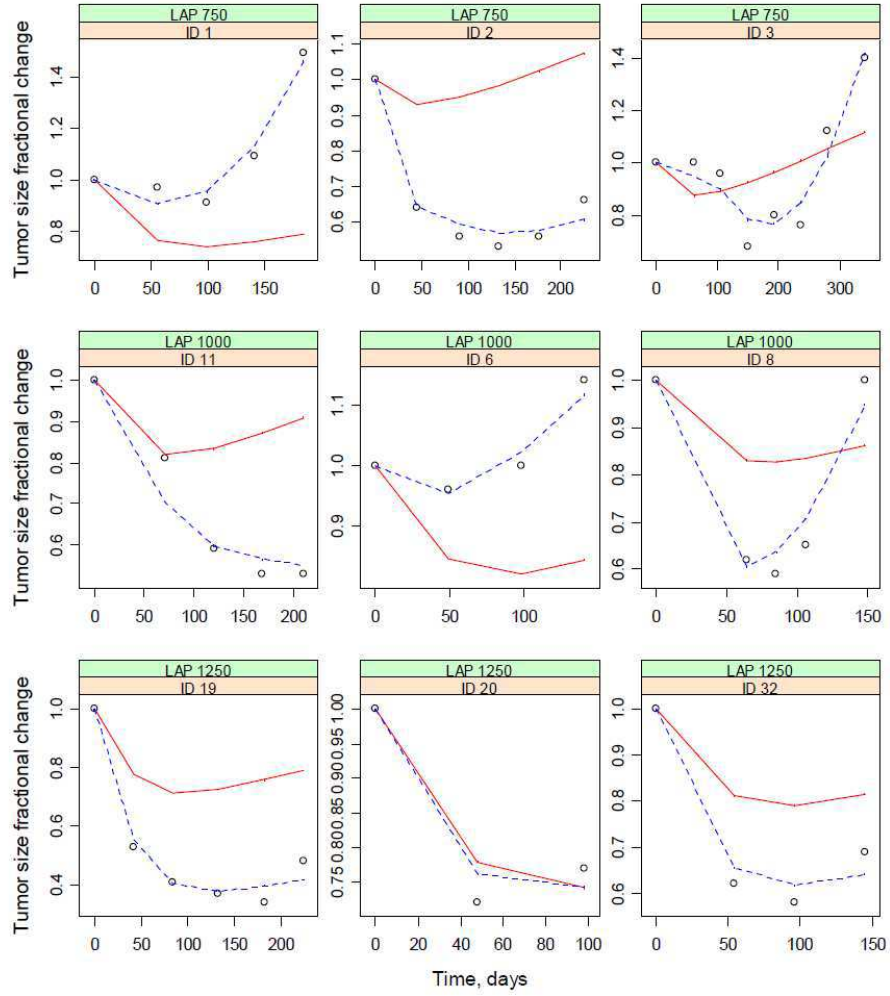 LAP 750
ID 1
LAP 750
ID 2
LAP 750
ID 3
Tumor size fractional change
0.8 1.0 1.2 1.4
0 50 100 150
0.6 0.7 0.8 0.9 1.0 1.1
0 50 100 200
0.8 1.0 1.2 1.4
0 100 200 300
LAP 1000
ID 11
LAP 1000
ID 6
LAP 1000
ID 8
Tumor size fractional change
0.6 0.7 0.8 0.9 1.0
0 50 100 150 200
0.9 1.0 1.1
0 50 100
0.6 0.7 0.8 0.9 1.0
0 50 100 150
LAP 1250
ID 19
LAP 1250
ID 20
LAP 1250
ID 32
Tumor size fractional change
0.4 0.6 0.8 1.0
0 50 100 200
0.75 0.80 0.85 0.90 0.95 1.00
0 20 40 60 80 100
0.6 0.7 0.8 0.9 1.0
0 50 100 150
Time, days